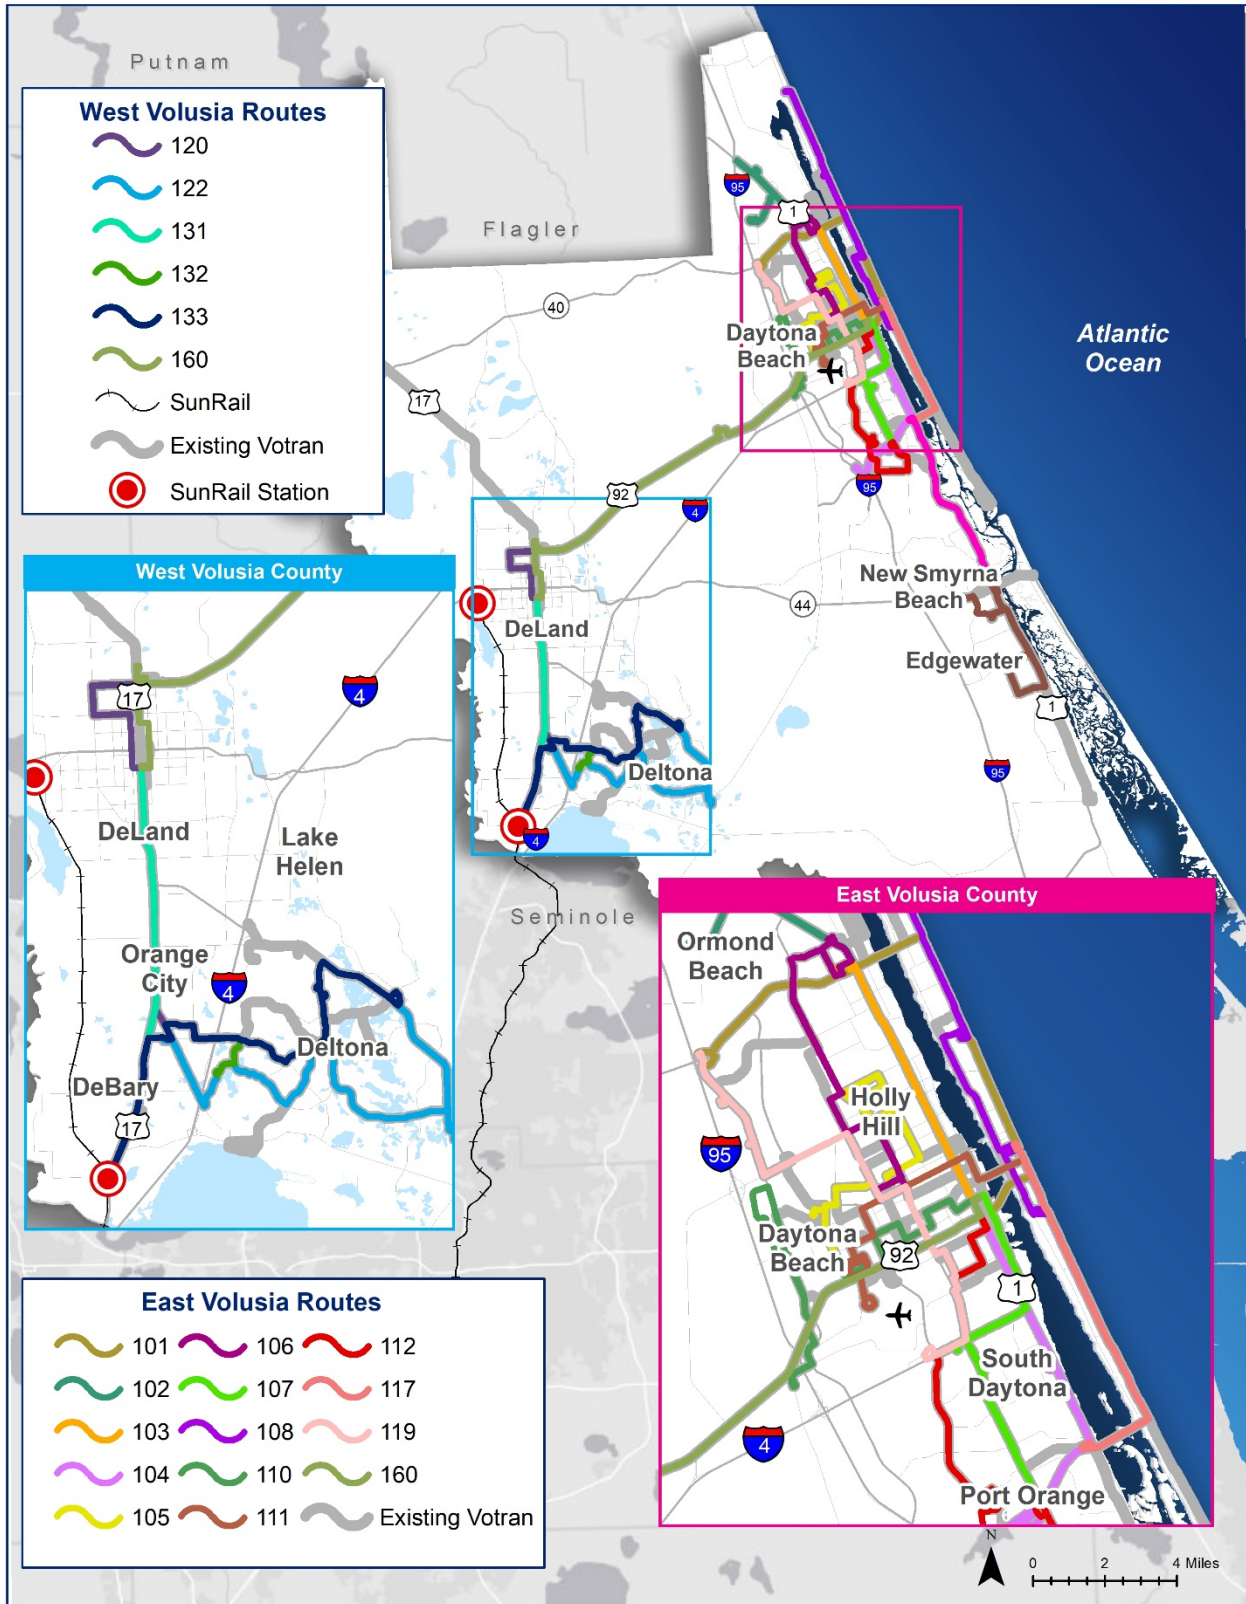 Putnam
West Volusia Routes
120
122
131
132
133
160
SunRail
Existing Votran
SunRail Station
Flagler
95
1
40
17
Daytona
Beach
Atlantic
Ocean
92
4
95
44
New Smyrna
Beach
Edgewater
1
95
DeLand
Deltona
4
Seminole
West Volusia County
17
4
DeLand
Lake
Helen
Orange
City
4
Deltona
DeBary
17
East Volusia County
Ormond
Beach
Holly
Hill
95
Daytona
Beach
92
1
South
Daytona
4
Port Orange
East Volusia Routes
101
106
112
102
107
117
103
108
119
104
110
160
105
111
Existing Votran
N
0 2 4 Miles